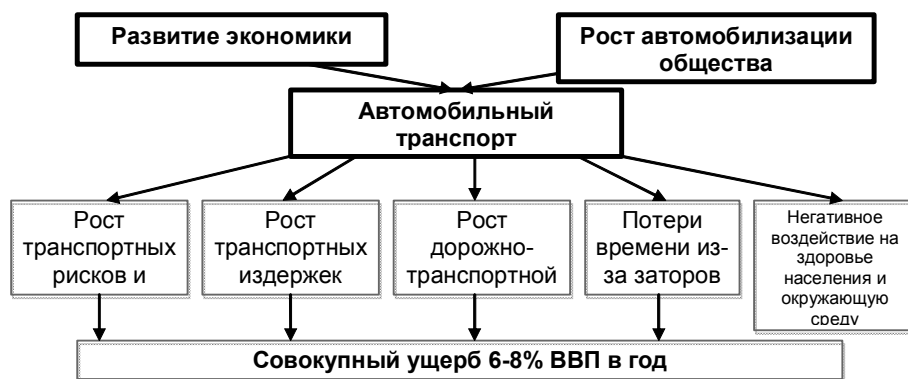 Развитие экономики
Рост автомобилизации
общества
Автомобильный
транспорт
Рост
транспортных
рисков и
Рост
транспортных
издержек
Рост
дорожно-
транспортной
Потери
времени из-
за заторов
Негативное
воздействие на
здоровье
населения и
окружающую
среду
Совокупный ущерб 6-8% ВВП в год